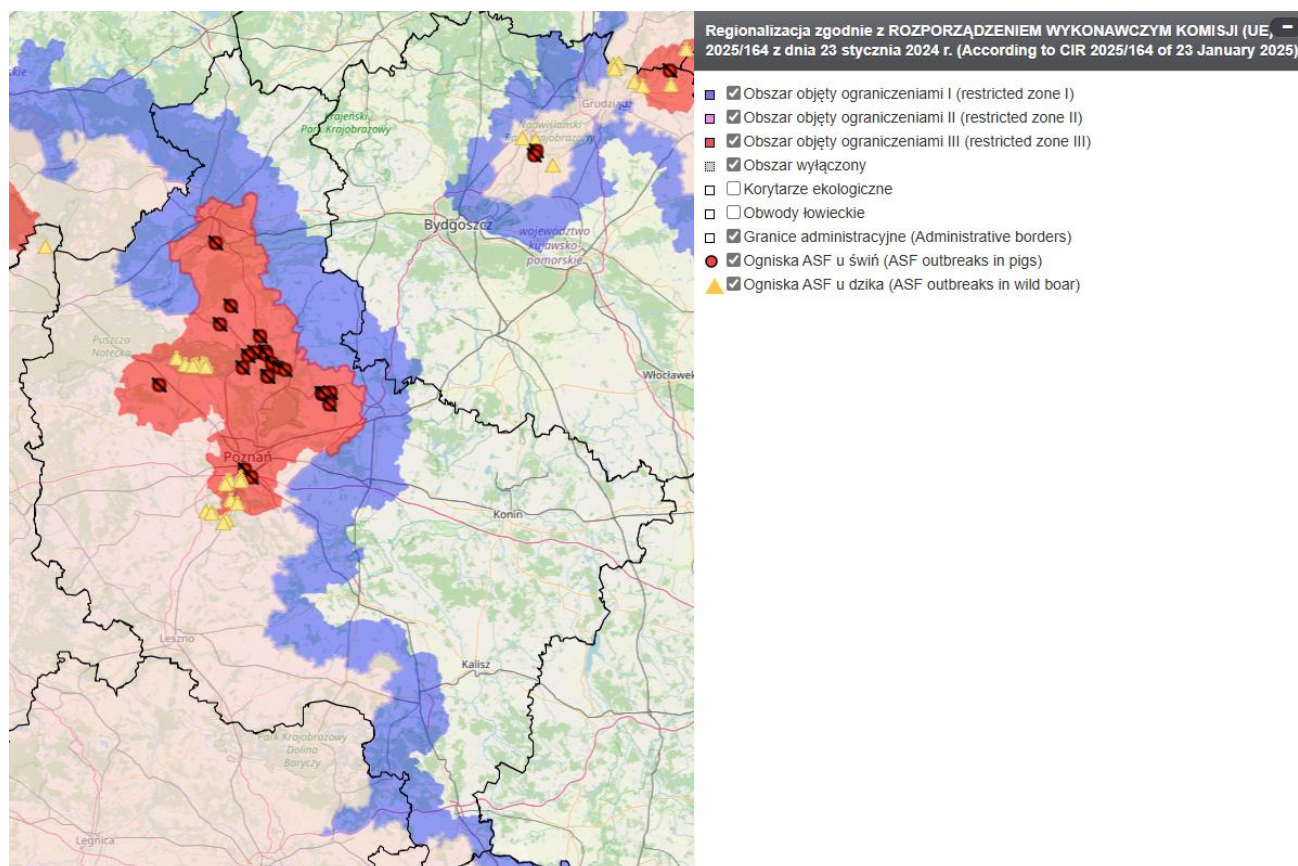 Regionalizacja zgodnie z ROZPORZĄDZENIEM WYKONAWCZYM KOMISJI (UE)
2025/164 z dnia 23 stycznia 2024 r. (According to CIR 2025/164 of 23 January 2025)
Obszar objęty ograniczeniami I (restricted zone I)
Obszar objęty ograniczeniami II (restricted zone II)
Obszar objęty ograniczeniami III (restricted zone III)
Obszar wyłączony
Korytarze ekologiczne
Obwody łowieckie
Granice administracyjne (Administrative borders)
Ogniska ASF u świń (ASF outbreaks in pigs)
Ogniska ASF u dzika (ASF outbreaks in wild boar)
Krajeński
Park Krajobrazowy
Grudziądz
Nadwiślański
Park Krajobrazowy
Bydgoszcz
województwo
kujawsko-
pomorskie
Puszcza
Notecka
Włocławek
Poznań
Konin
Leszno
Kalisz
Park Krajobrazowy
Dolina
Baryczy
Legnica